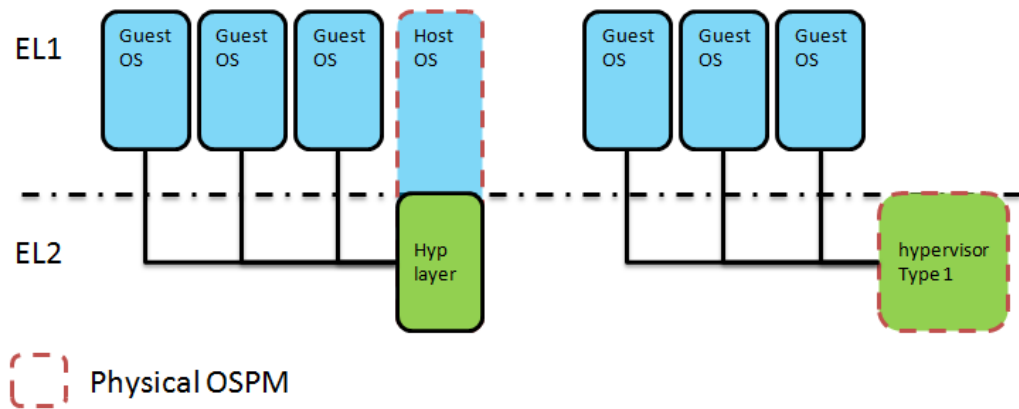 EL1
Guest
OS
Guest
OS
Guest
OS
Host
OS
Guest
OS
Guest
OS
Guest
OS
EL2
Hyp
layer
hypervisor
Type 1
Physical OSPM